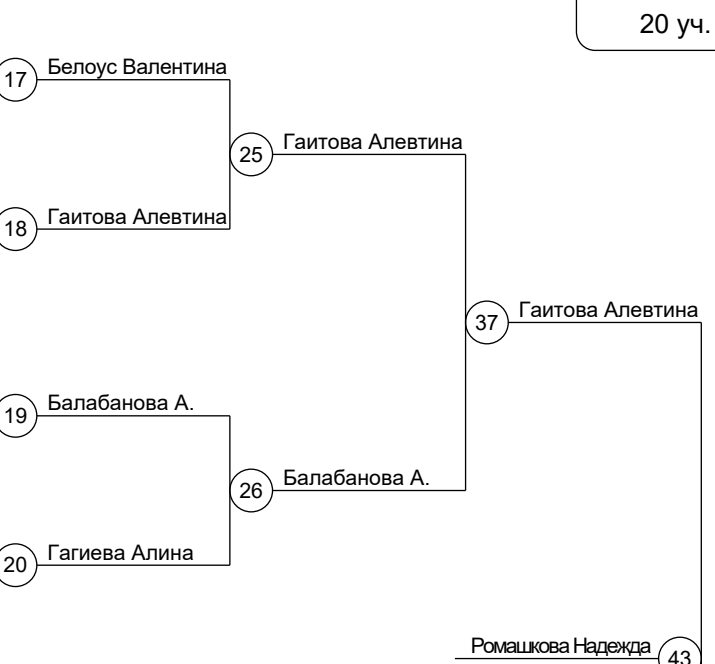 20 уч.
17 Белоус Валентина
25 Гаитова Алевтина
18 Гаитова Алевтина
37 Гаитова Алевтина
19 Балабанова А.
26 Балабанова А.
20 Гагиева Алина
Ромашкова Надежда 43